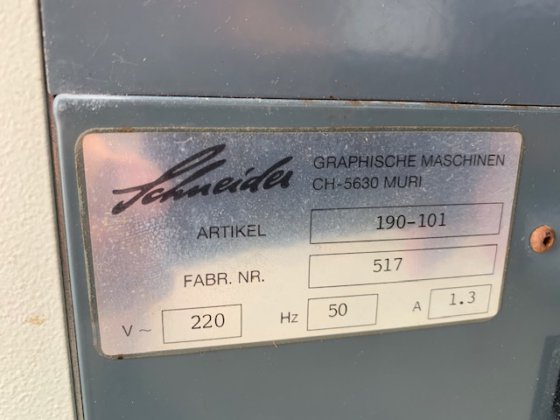 Schneider
GRAPHISCHE MASCHINEN
CH-5630 MURI
ARTIKEL 190-101
FABR. NR. 517
V ~ 220 Hz 50 A 1.3